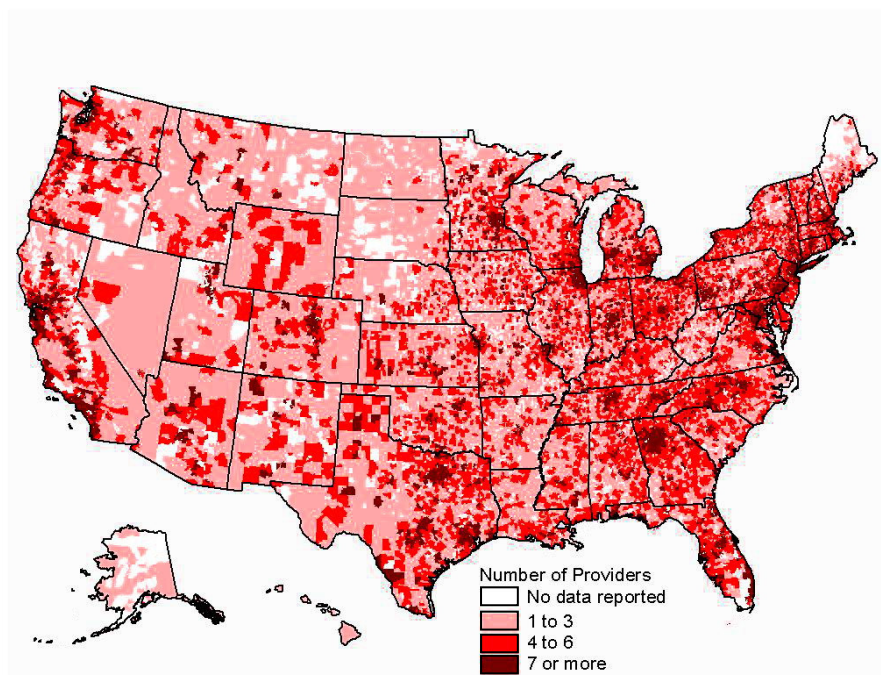 Number of Providers
No data reported
1 to 3
4 to 6
7 or more